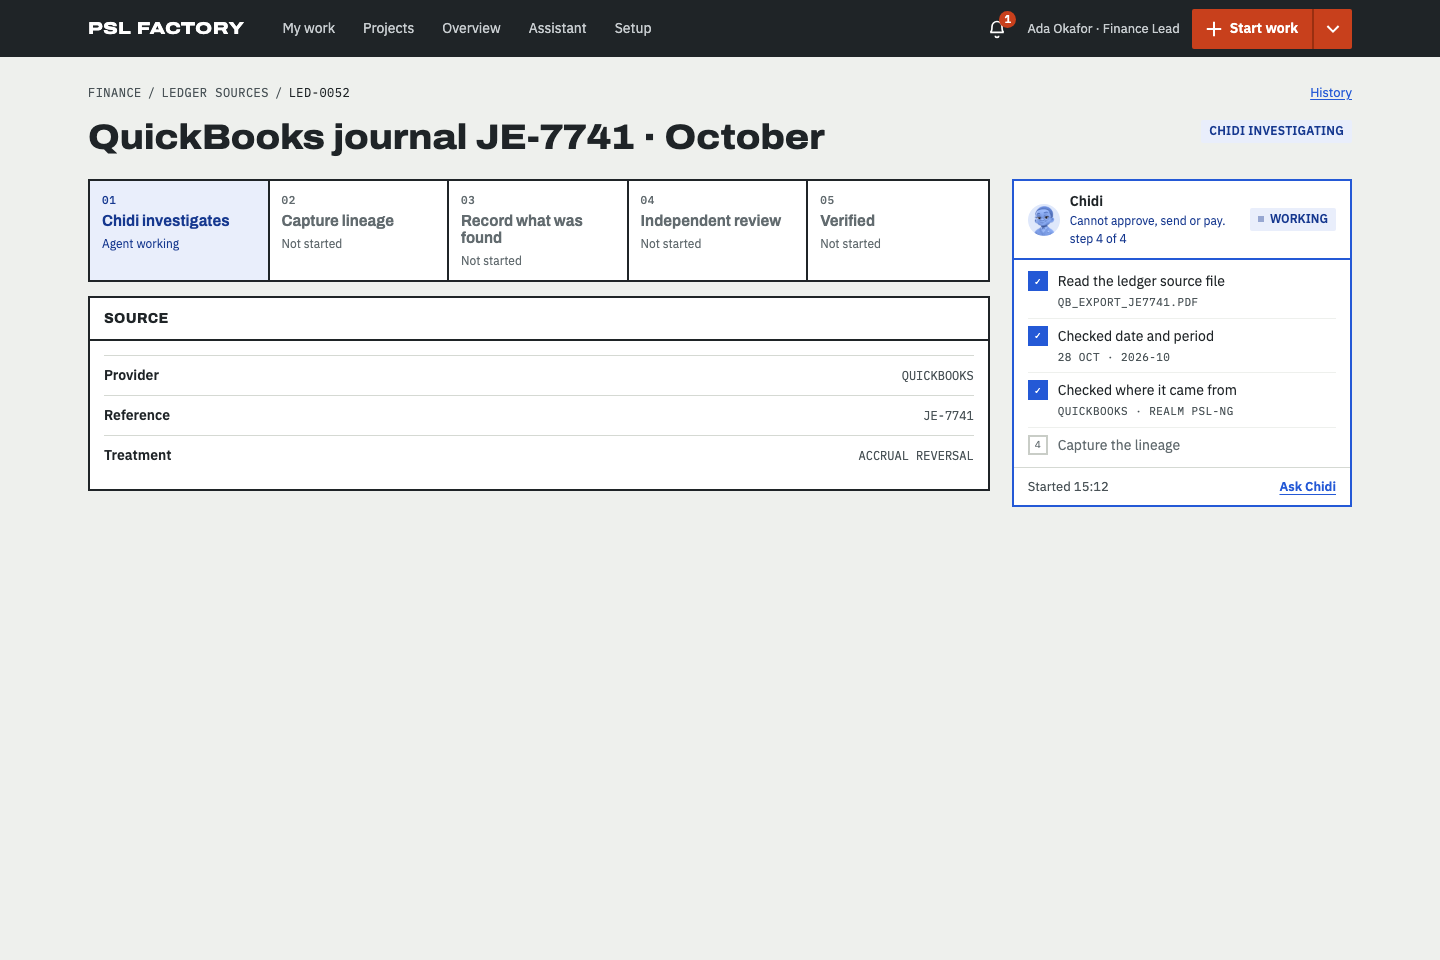 PSL FACTORY
My work
Projects
Overview
Assistant
Setup
1
Ada Okafor · Finance Lead
Start work
FINANCE / LEDGER SOURCES / LED-0052
History
QuickBooks journal JE-7741 · October
CHIDI INVESTIGATING
01
Chidi investigates
Agent working
02
Capture lineage
Not started
03
Record what was
found
Not started
04
Independent review
Not started
05
Verified
Not started
SOURCE
Provider
QUICKBOOKS
Reference
JE-7741
Treatment
ACCRUAL REVERSAL
Chidi
Cannot approve, send or pay.
step 4 of 4
WORKING
✓ Read the ledger source file
QB_EXPORT_JE7741.PDF
✓ Checked date and period
28 OCT · 2026-10
✓ Checked where it came from
QUICKBOOKS · REALM PSL-NG
4 Capture the lineage
Started 15:12
Ask Chidi